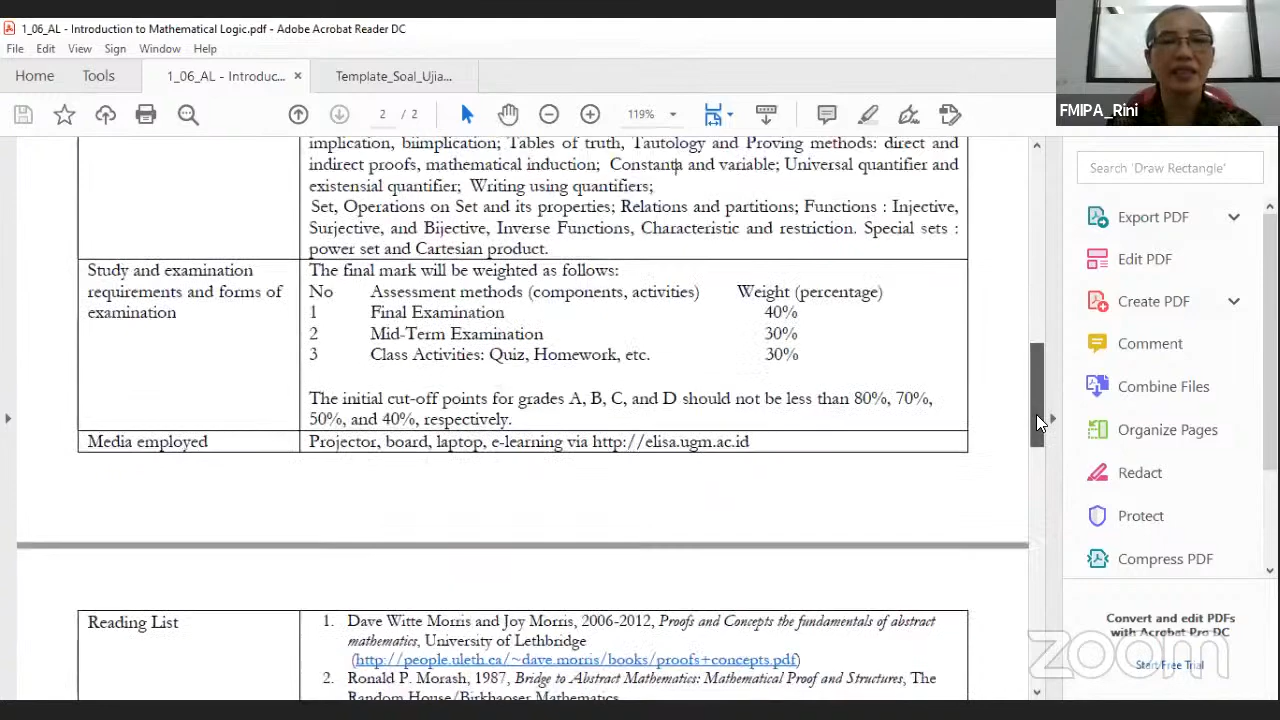 1_06_AL - Introduction to Mathematical Logic.pdf - Adobe Acrobat Reader DC
File Edit View Sign Window Help
Home Tools 1_06_AL - Introduc... × Template_Soal_Ujia...
2 / 2 119%
FMIPA_Rini
implication, biimplication; Tables of truth, Tautology and Proving methods: direct and
indirect proofs, mathematical induction; Constanta and variable; Universal quantifier and
existensial quantifier; Writing using quantifiers;
Set, Operations on Set and its properties; Relations and partitions; Functions : Injective,
Surjective, and Bijective, Inverse Functions, Characteristic and restriction. Special sets :
power set and Cartesian product.
Study and examination
requirements and forms of
examination
The final mark will be weighted as follows:
No Assessment methods (components, activities) Weight (percentage)
1 Final Examination 40%
2 Mid-Term Examination 30%
3 Class Activities: Quiz, Homework, etc. 30%
The initial cut-off points for grades A, B, C, and D should not be less than 80%, 70%,
50%, and 40%, respectively.
Media employed Projector, board, laptop, e-learning via http://elisa.ugm.ac.id
Reading List
1. Dave Witte Morris and Joy Morris, 2006-2012, Proofs and Concepts the fundamentals of abstract
mathematics, University of Lethbridge
(http://people.uleth.ca/~dave.morris/books/proofs+concepts.pdf)
2. Ronald P. Morash, 1987, Bridge to Abstract Mathematics: Mathematical Proof and Structures, The
Random House/Birkhaoser Mathematics
Search 'Draw Rectangle'
Export PDF
Edit PDF
Create PDF
Comment
Combine Files
Organize Pages
Redact
Protect
Compress PDF
Convert and edit PDFs
with Acrobat Pro DC
Start Free Trial
zoom